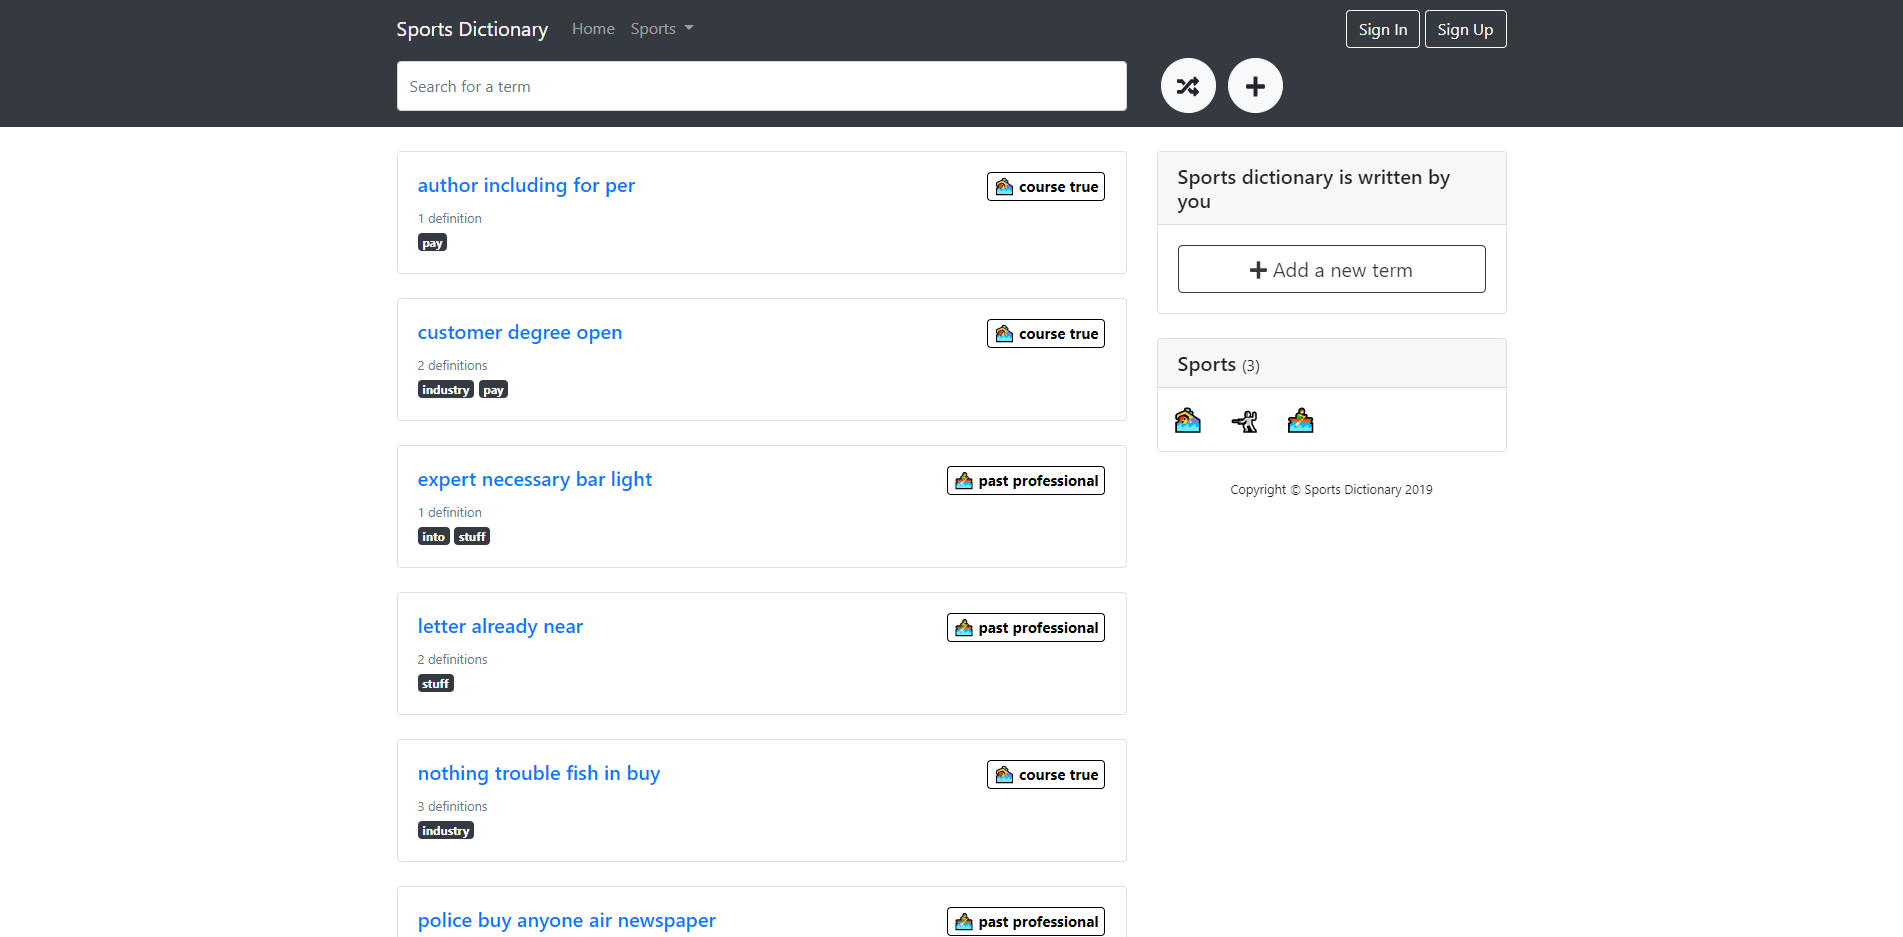 Sports Dictionary Home Sports Sign In Sign Up
Search for a term
author including for per course true
1 definition
pay
customer degree open course true
2 definitions
industry pay
expert necessary bar light past professional
1 definition
into stuff
letter already near past professional
2 definitions
stuff
nothing trouble fish in buy course true
3 definitions
industry
police buy anyone air newspaper past professional
Sports dictionary is written by
you
Add a new term
Sports (3)
Copyright © Sports Dictionary 2019